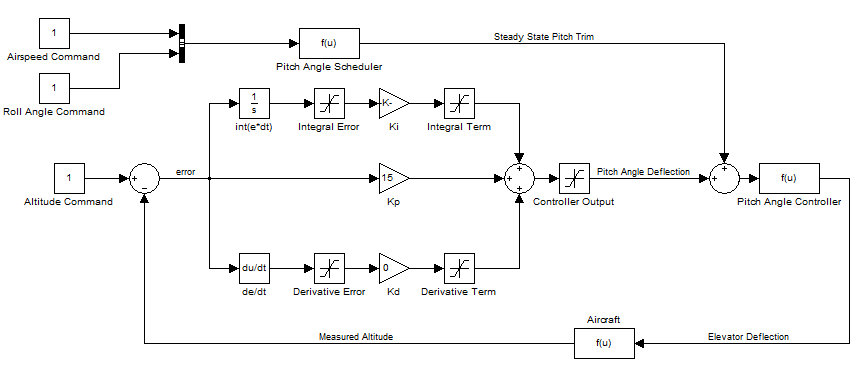 1
Airspeed Command
1
Roll Angle Command
f(u)
Pitch Angle Scheduler
Steady State Pitch Trim
1
s
int(e*dt)
Integral Error
-K-
Ki
Integral Term
1
Altitude Command
+
−
error
15
Kp
+
+
+
Controller Output
Pitch Angle Deflection
+
+
f(u)
Pitch Angle Controller
du/dt
de/dt
Derivative Error
0
Kd
Derivative Term
Aircraft
f(u)
Measured Altitude
Elevator Deflection